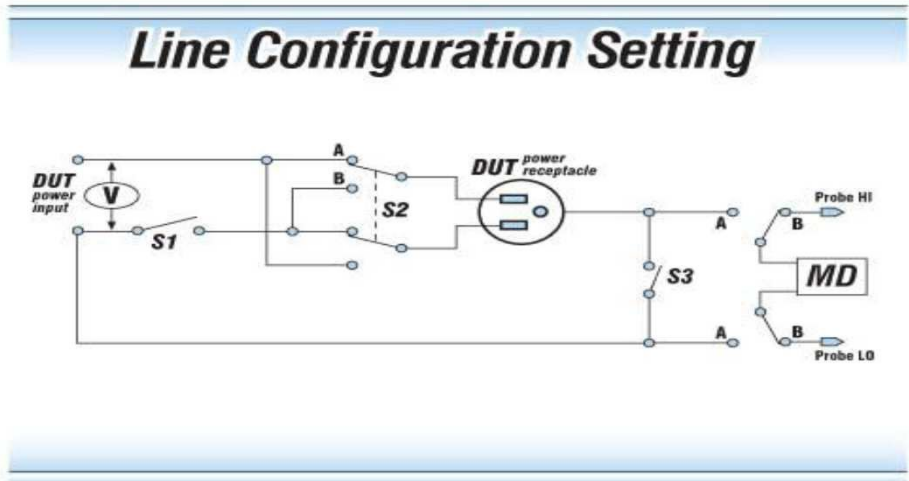 Line Configuration Setting
DUT
power
input
V
S1
A
B
S2
DUT power
receptacle
S3
A
A
B
B
Probe HI
MD
Probe LO